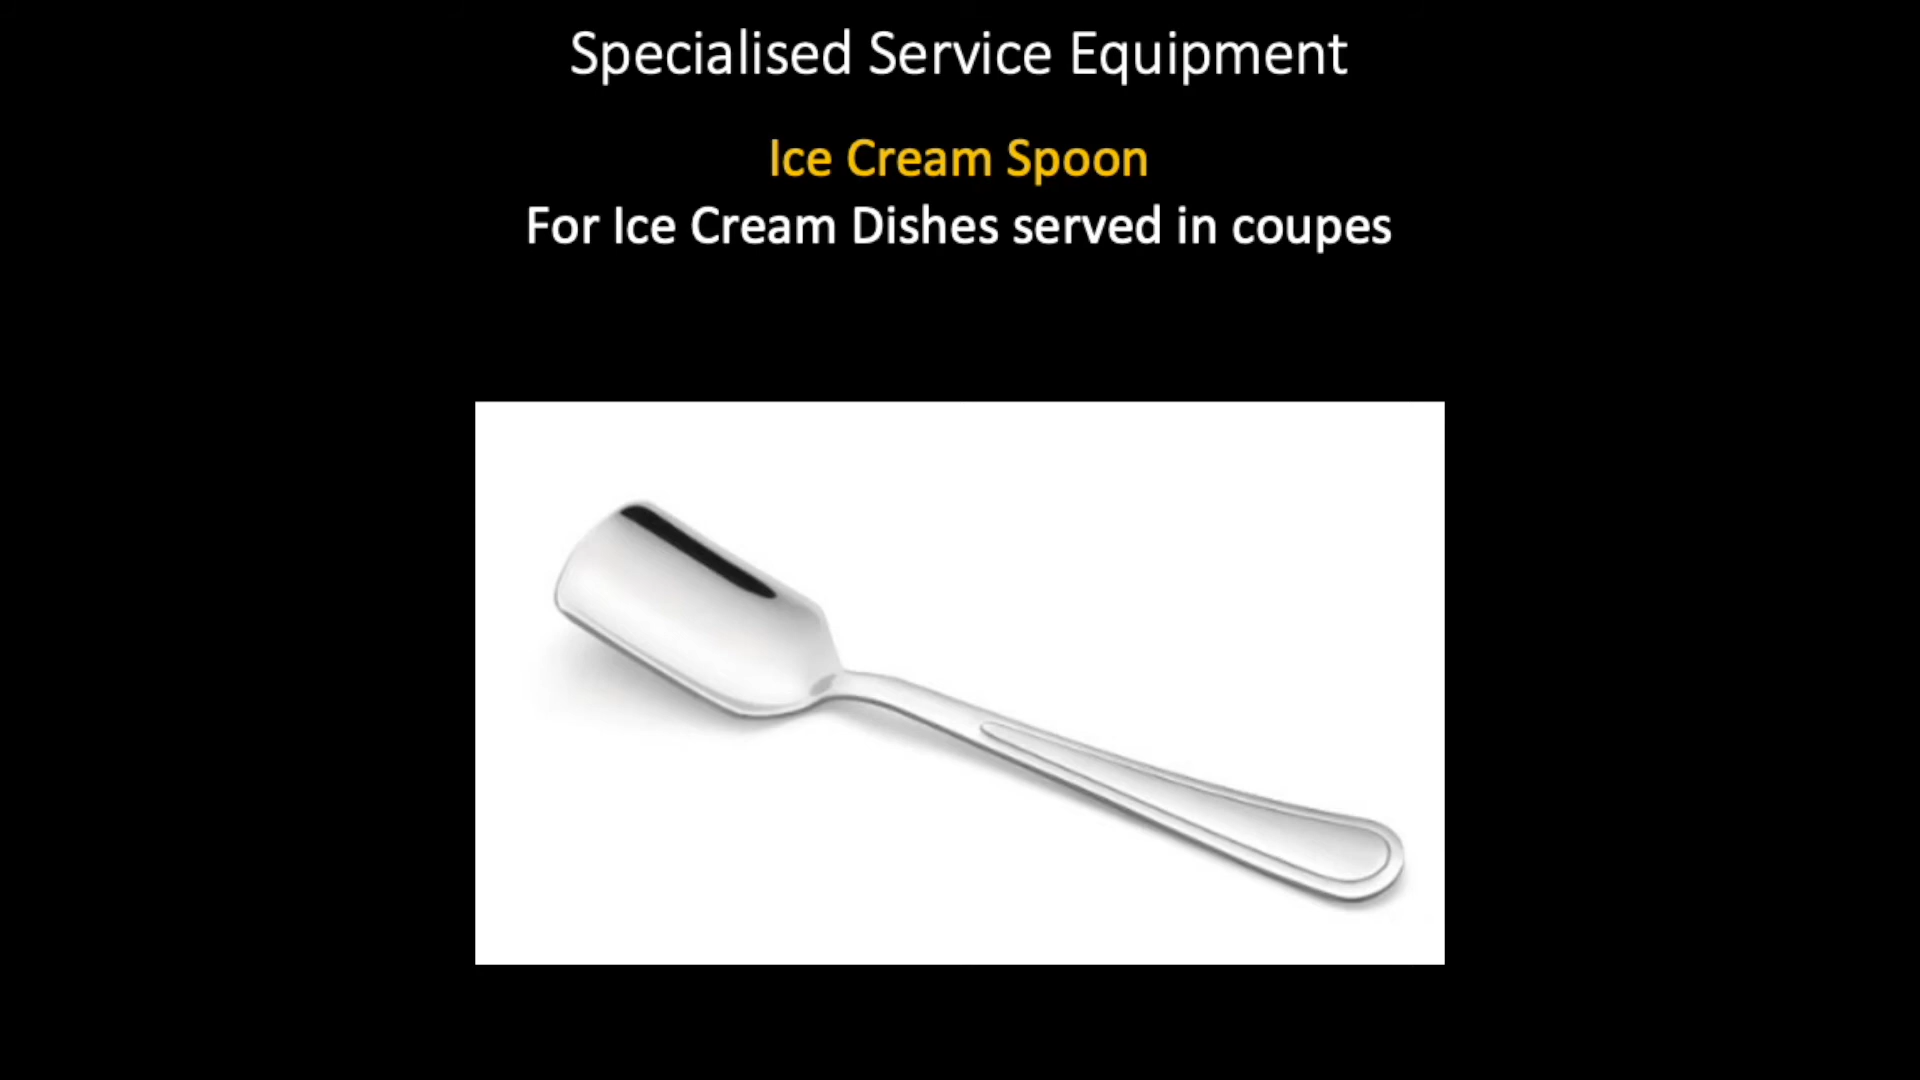 Specialised Service Equipment
Ice Cream Spoon
For Ice Cream Dishes served in coupes